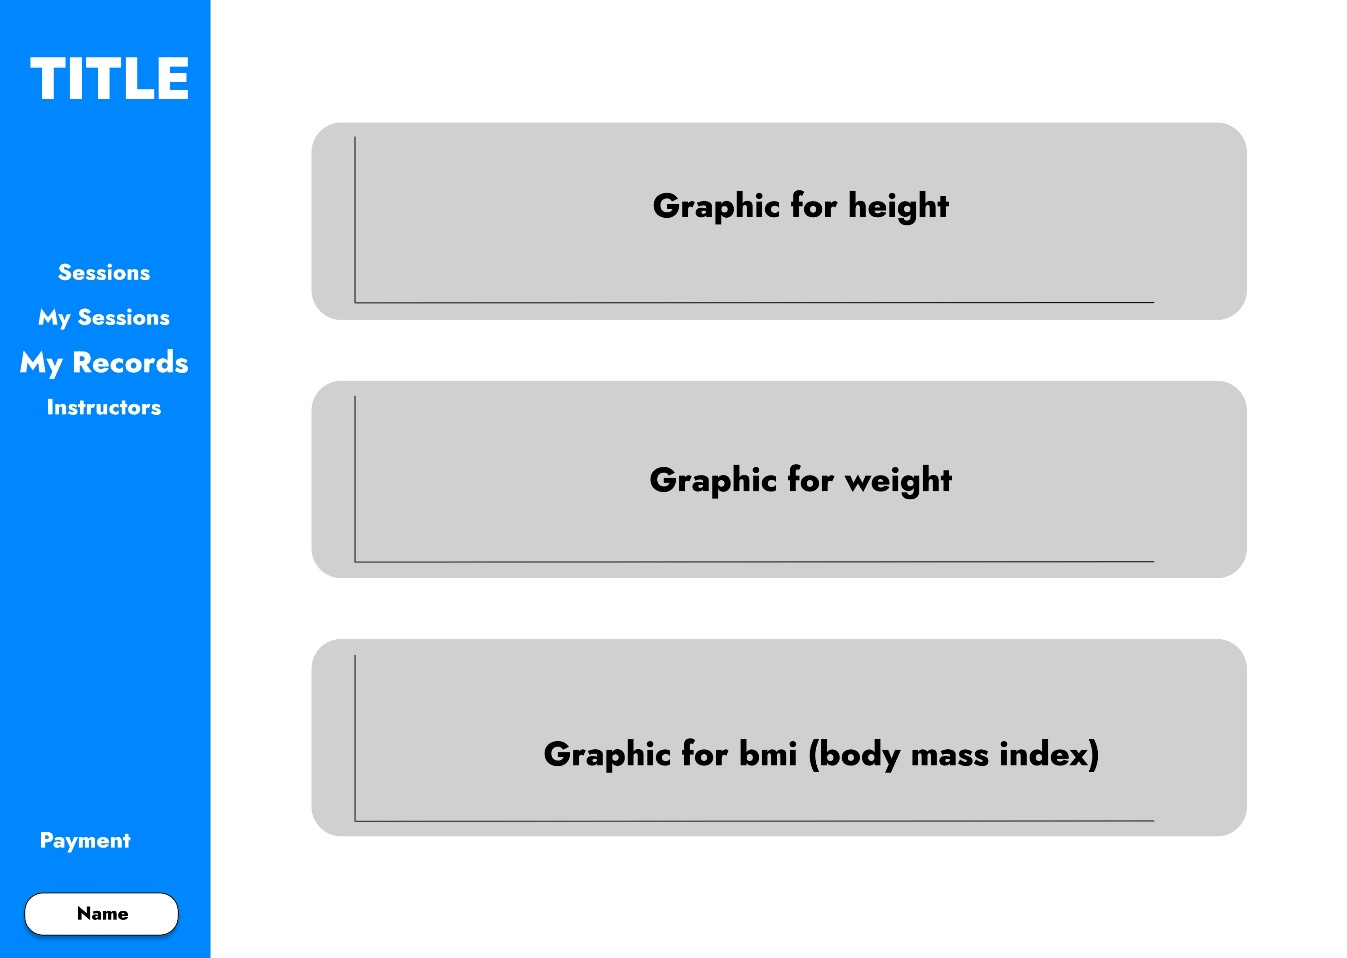 TITLE
Sessions
My Sessions
My Records
Instructors
Payment
Name
Graphic for height
Graphic for weight
Graphic for bmi (body mass index)